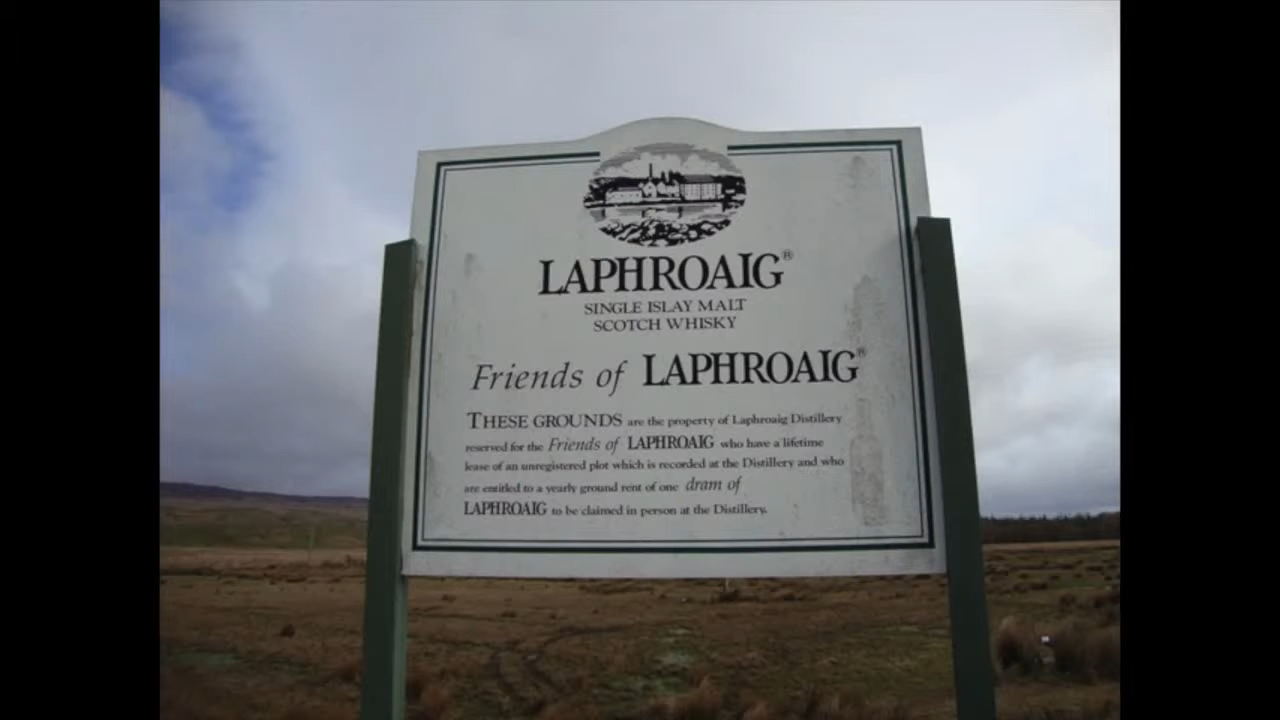 LAPHROAIG®
SINGLE ISLAY MALT
SCOTCH WHISKY
Friends of LAPHROAIG®
THESE GROUNDS are the property of Laphroaig Distillery
reserved for the Friends of LAPHROAIG who have a lifetime
lease of an unregistered plot which is recorded at the Distillery and who
are entitled to a yearly ground rent of one dram of
LAPHROAIG to be claimed in person at the Distillery.